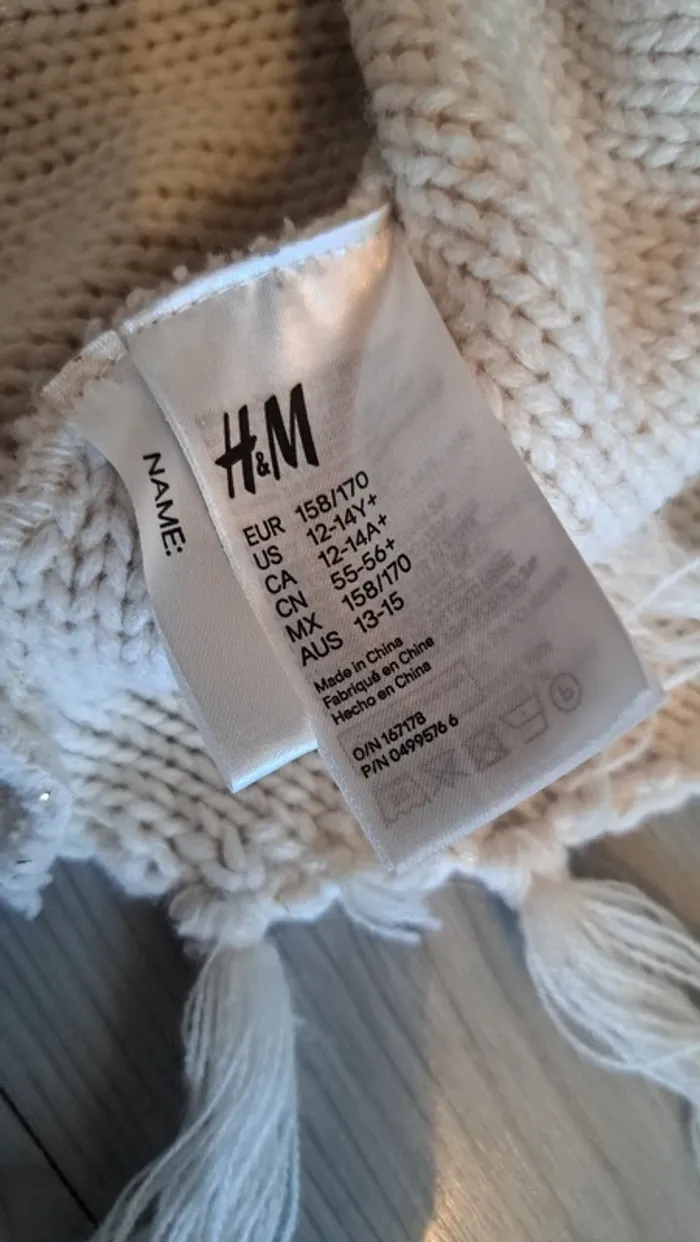 NAME:
H&M
EUR 158/170
US 12-14Y+
CA 12-14A+
CN 55-56+
MX 158/170
AUS 13-15
Made in China
Fabriqué en Chine
Hecho en China
O/N 167178
P/N 0499576 6